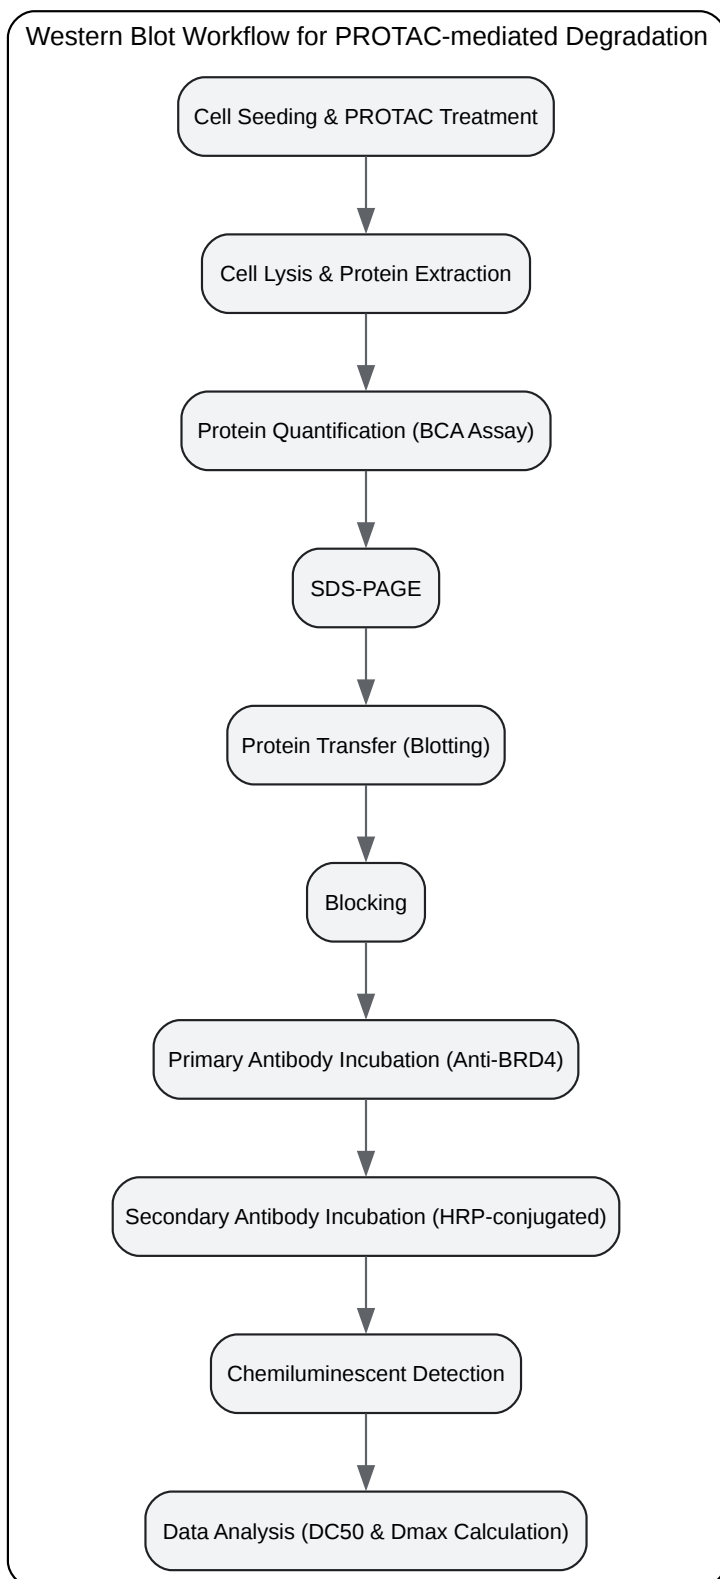 Western Blot Workflow for PROTAC-mediated Degradation
Cell Seeding & PROTAC Treatment
Cell Lysis & Protein Extraction
Protein Quantification (BCA Assay)
SDS-PAGE
Protein Transfer (Blotting)
Blocking
Primary Antibody Incubation (Anti-BRD4)
Secondary Antibody Incubation (HRP-conjugated)
Chemiluminescent Detection
Data Analysis (DC50 & Dmax Calculation)